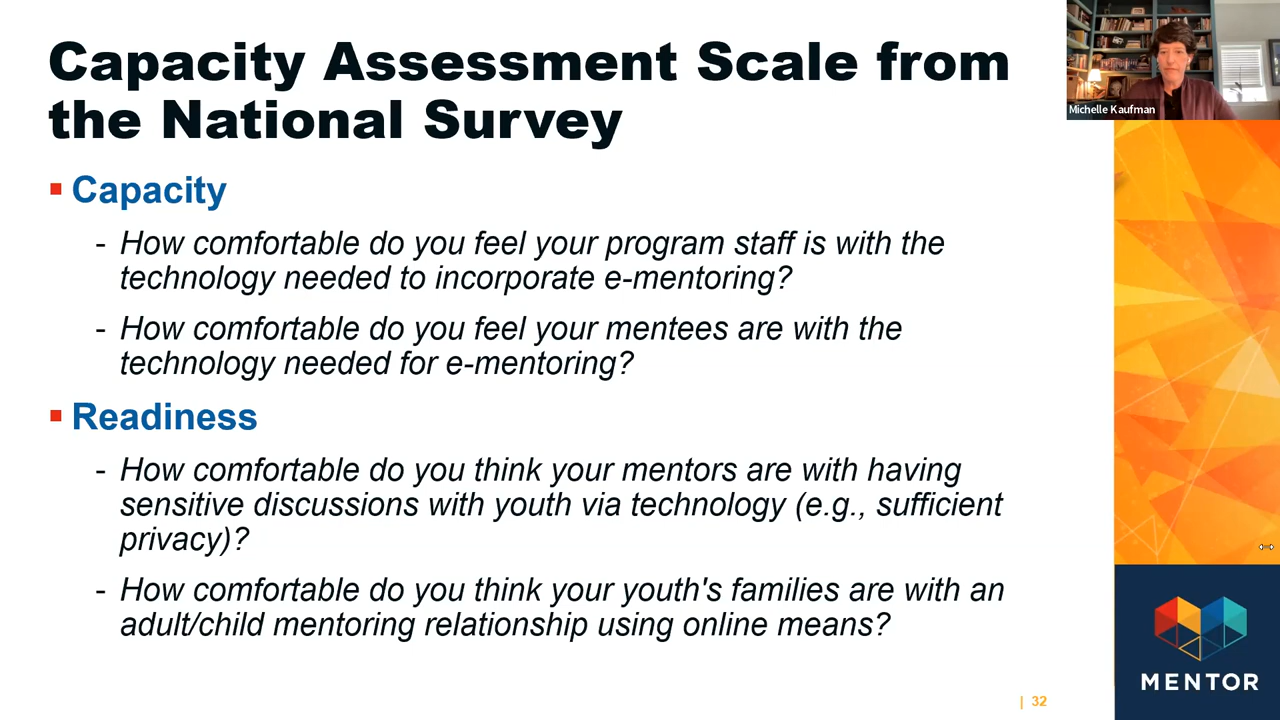 Capacity Assessment Scale from
the National Survey
Michelle Kaufman
Capacity
- How comfortable do you feel your program staff is with the
technology needed to incorporate e-mentoring?
- How comfortable do you feel your mentees are with the
technology needed for e-mentoring?
Readiness
- How comfortable do you think your mentors are with having
sensitive discussions with youth via technology (e.g., sufficient
privacy)?
- How comfortable do you think your youth's families are with an
adult/child mentoring relationship using online means?
MENTOR
| 32